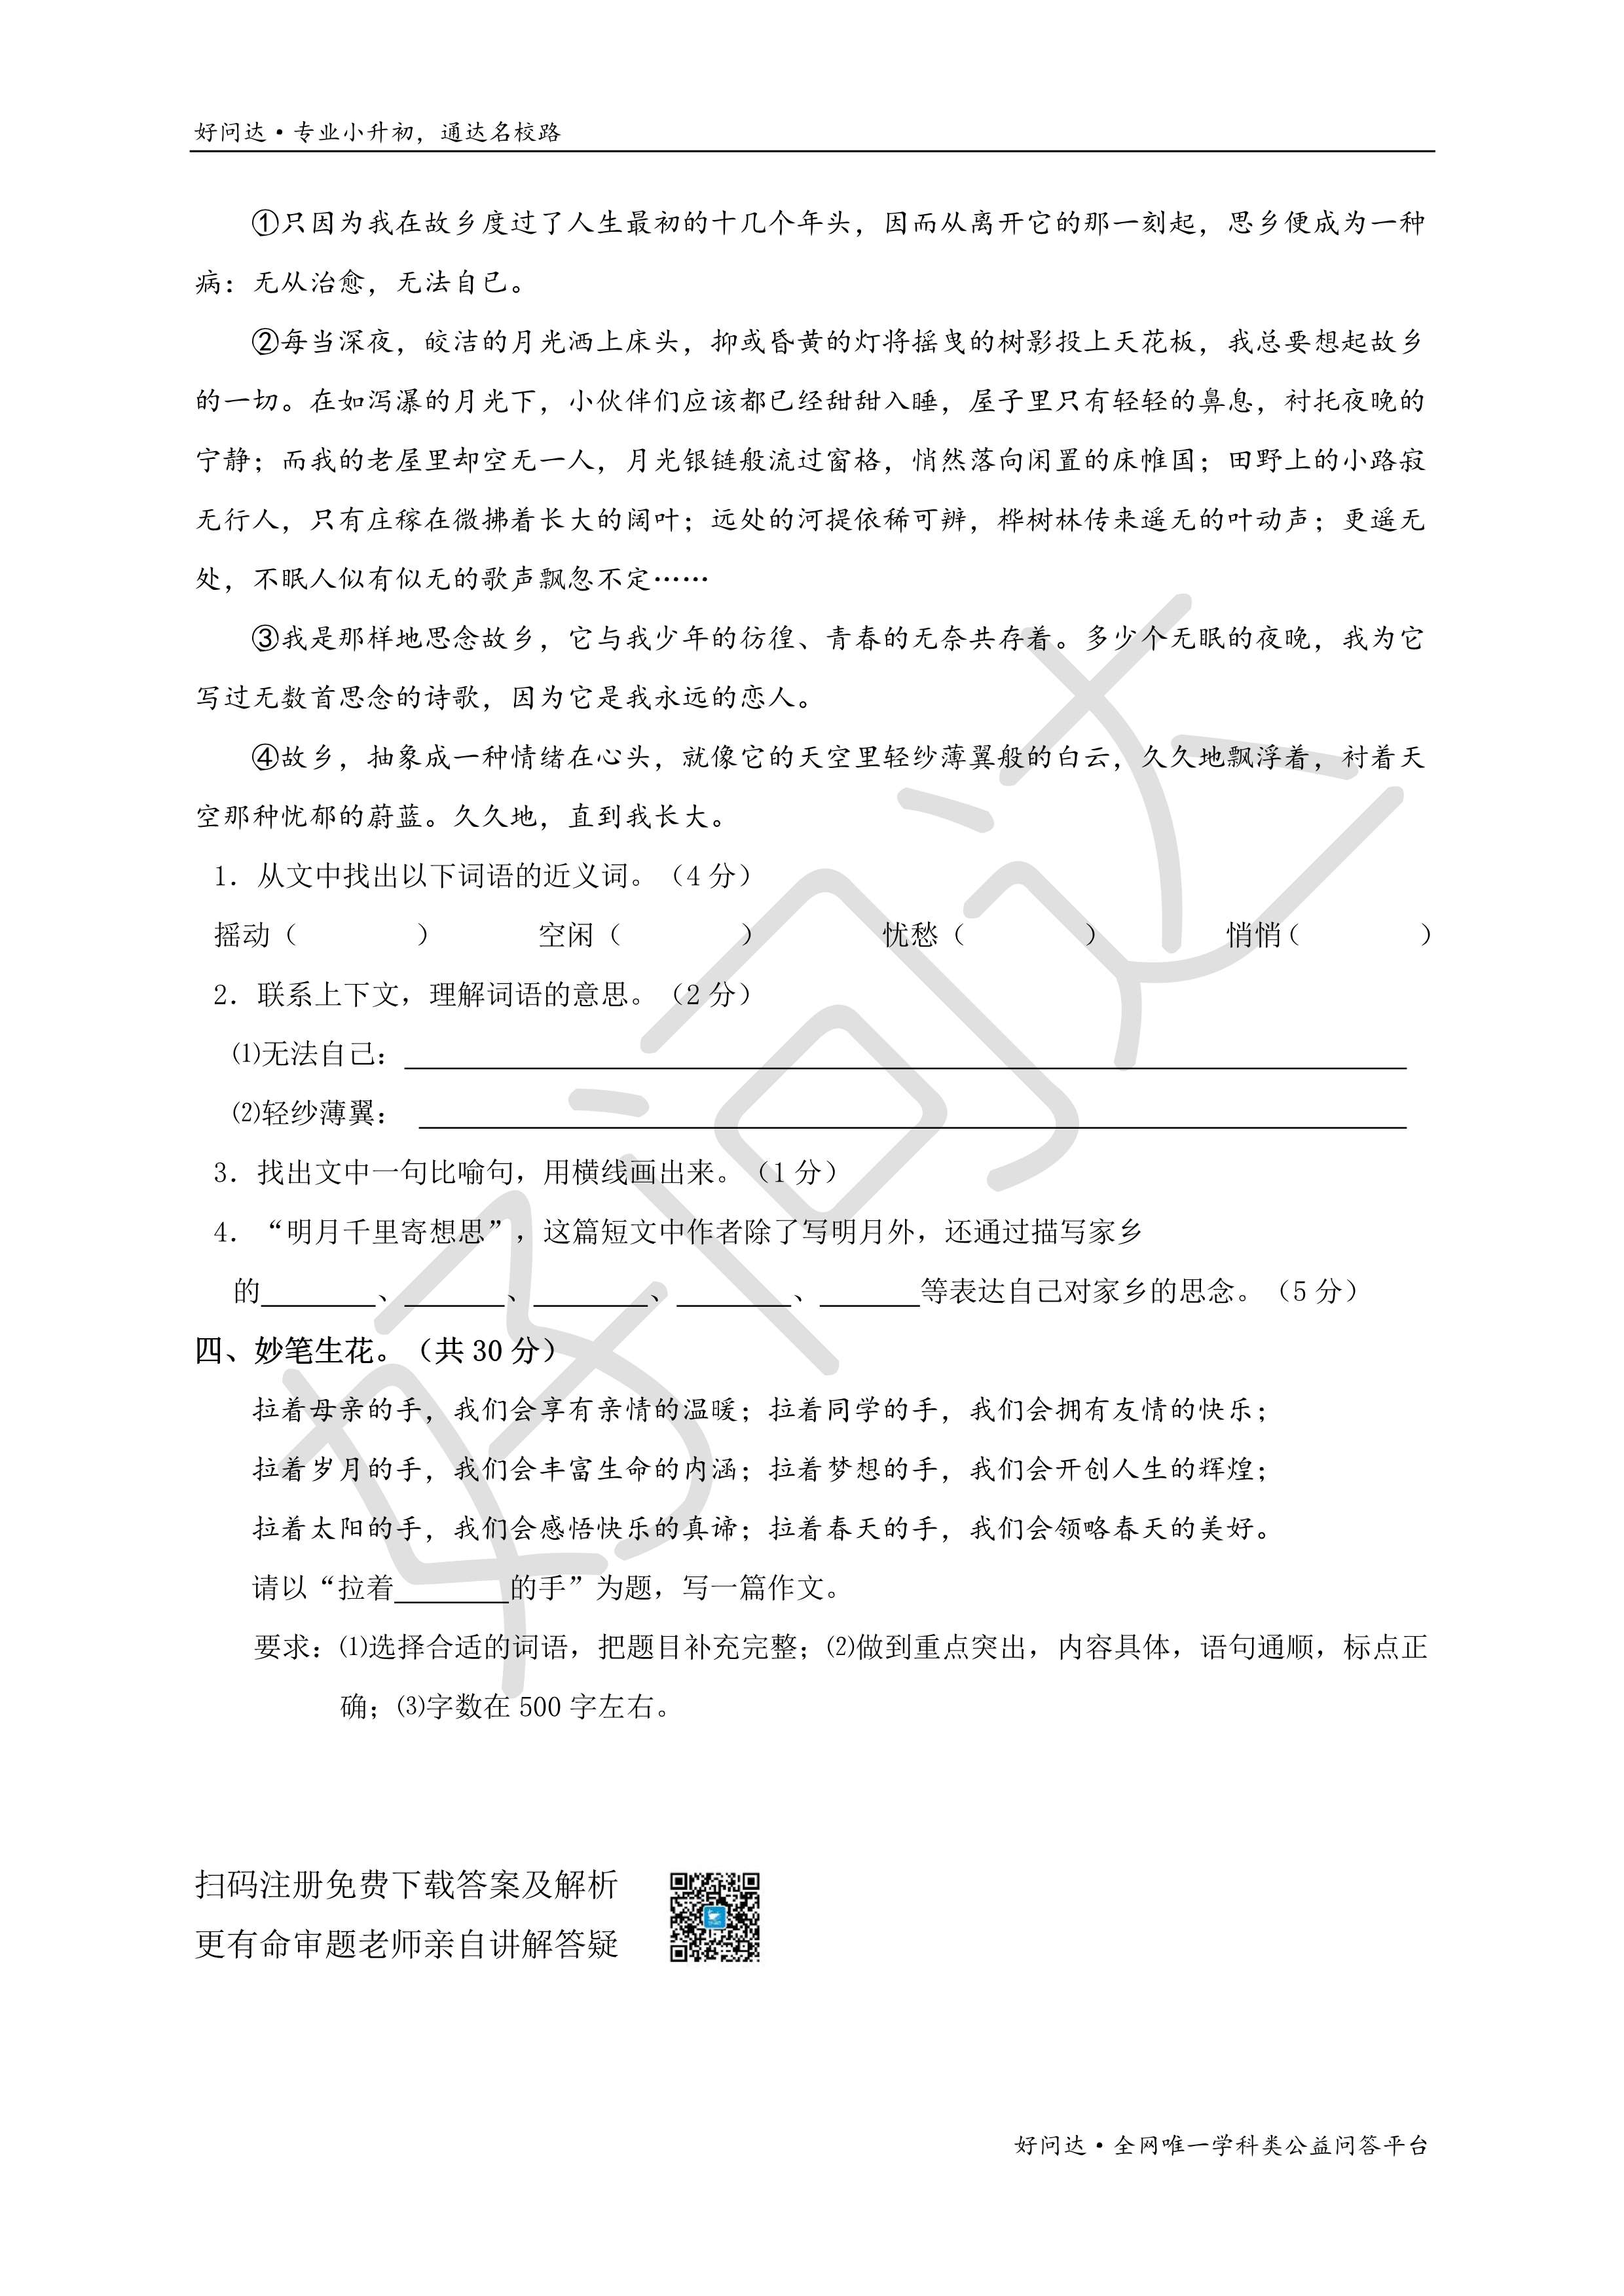 好问达·专业小升初，通达名校路
①只因为我在故乡度过了人生最初的十几个年头，因而从离开它的那一刻起，思乡便成为一种
病：无从治愈，无法自已。
②每当深夜，皎洁的月光洒上床头，抑或昏黄的灯将摇曳的树影投上天花板，我总要想起故乡
的一切。在如泻瀑的月光下，小伙伴们应该都已经甜甜入睡，屋子里只有轻轻的鼻息，衬托夜晚的
宁静；而我的老屋里却空无一人，月光银链般流过窗格，悄然落向闲置的床帷国；田野上的小路寂
无行人，只有庄稼在微拂着长大的阔叶；远处的河提依稀可辨，桦树林传来遥无的叶动声；更遥无
处，不眠人似有似无的歌声飘忽不定……
③我是那样地思念故乡，它与我少年的彷徨、青春的无奈共存着。多少个无眠的夜晚，我为它
写过无数首思念的诗歌，因为它是我永远的恋人。
④故乡，抽象成一种情绪在心头，就像它的天空里轻纱薄翼般的白云，久久地飘浮着，衬着天
空那种忧郁的蔚蓝。久久地，直到我长大。
1．从文中找出以下词语的近义词。（4 分）
摇动（ ） 空闲（ ） 忧愁（ ） 悄悄（ ）
2．联系上下文，理解词语的意思。（2 分）
⑴无法自己：
⑵轻纱薄翼：
3．找出文中一句比喻句，用横线画出来。（1 分）
4．“明月千里寄想思”，这篇短文中作者除了写明月外，还通过描写家乡
的________、_______、________、________、_______等表达自己对家乡的思念。（5 分）
四、妙笔生花。（共 30 分）
拉着母亲的手，我们会享有亲情的温暖；拉着同学的手，我们会拥有友情的快乐；
拉着岁月的手，我们会丰富生命的内涵；拉着梦想的手，我们会开创人生的辉煌；
拉着太阳的手，我们会感悟快乐的真谛；拉着春天的手，我们会领略春天的美好。
请以“拉着________的手”为题，写一篇作文。
要求：⑴选择合适的词语，把题目补充完整；⑵做到重点突出，内容具体，语句通顺，标点正
确；⑶字数在 500 字左右。
扫码注册免费下载答案及解析
更有命审题老师亲自讲解答疑
好问达·全网唯一学科类公益问答平台
好问达